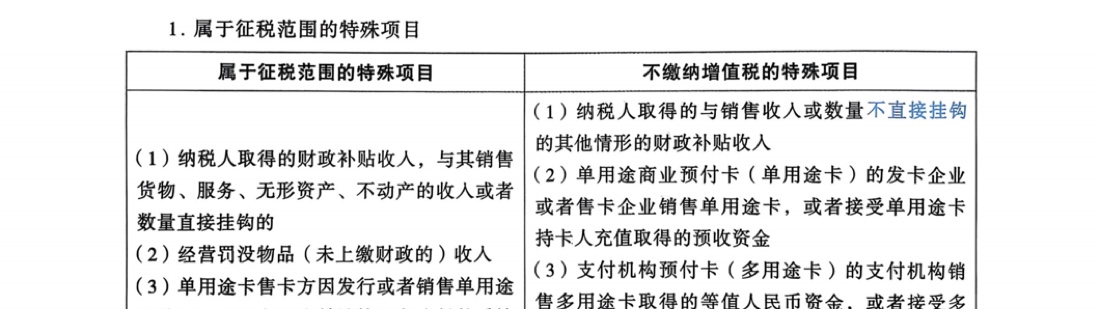 1. 属于征税范围的特殊项目
属于征税范围的特殊项目
不缴纳增值税的特殊项目
(1)纳税人取得的财政补贴收入，与其销售
货物、服务、无形资产、不动产的收入或者
数量直接挂钩的
(2)经营罚没物品(未上缴财政的)收入
(3)单用途卡售卡方因发行或者销售单用途
(1)纳税人取得的与销售收入或数量不直接挂钩
的其他情形的财政补贴收入
(2)单用途商业预付卡(单用途卡)的发卡企业
或者售卡企业销售单用途卡，或者接受单用途卡
持卡人充值取得的预收资金
(3)支付机构预付卡(多用途卡)的支付机构销
售多用途卡取得的等值人民币资金，或者接受多